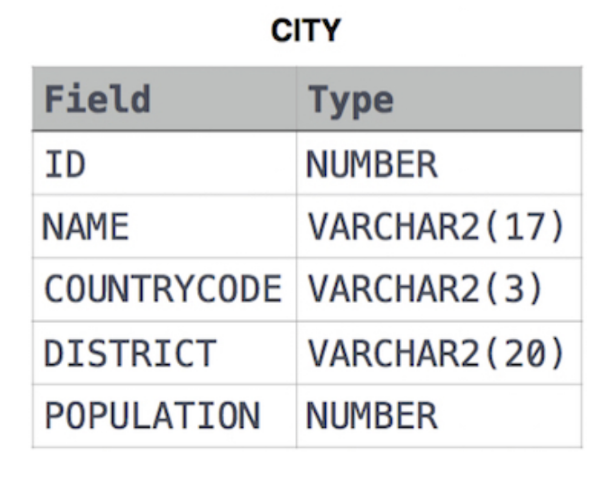 CITY
Field Type
ID NUMBER
NAME VARCHAR2(17)
COUNTRYCODE VARCHAR2(3)
DISTRICT VARCHAR2(20)
POPULATION NUMBER